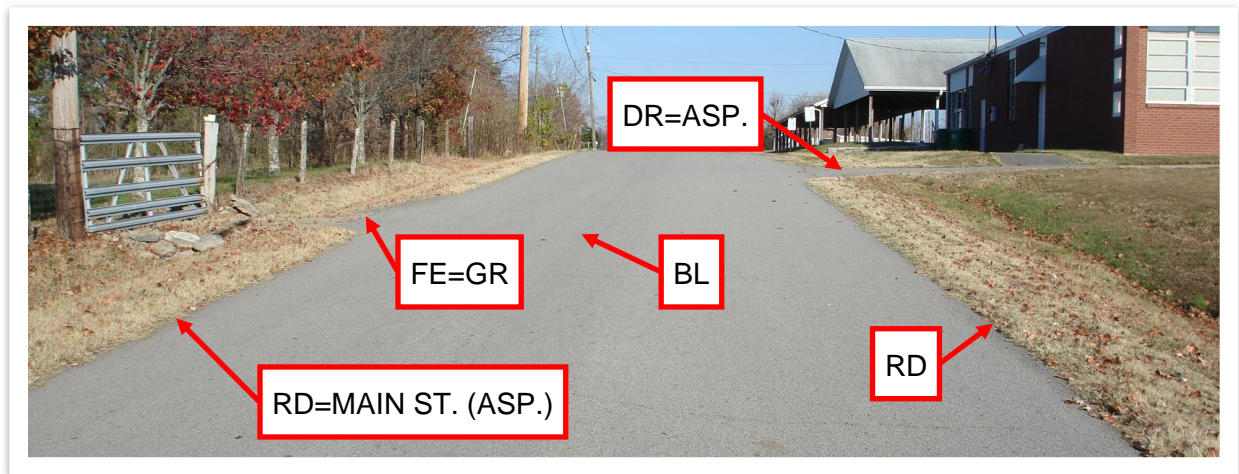 DR=ASP.
FE=GR
BL
RD
RD=MAIN ST. (ASP.)